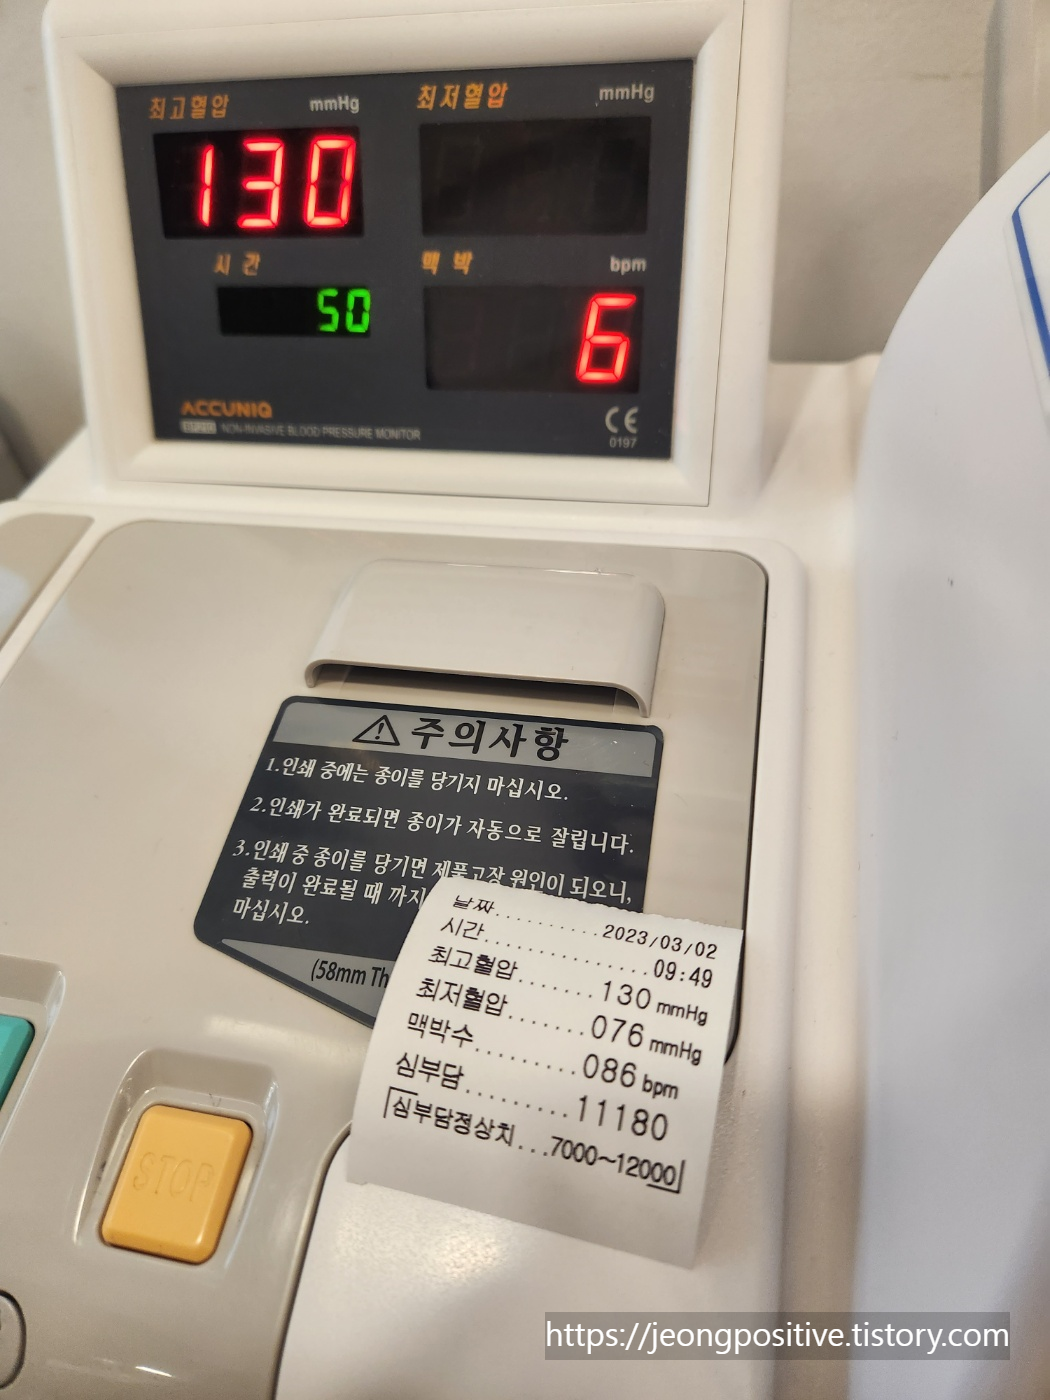 최고혈압 mmHg 최저혈압 mmHg
130
시간 맥박 bpm
50 6
ACCUNIQ
NON-INVASIVE BLOOD PRESSURE MONITOR
CE
0197
주의사항
1.인쇄 중에는 종이를 당기지 마십시오.
2.인쇄가 완료되면 종이가 자동으로 잘립니다.
3.인쇄 중 종이를 당기면 제품고장 원인이 되오니,
출력이 완료될 때 까지
마십시오.
(58mm Th
날짜..........2023/03/02
시간...............09:49
최고혈압.......130 mmHg
최저혈압.......076 mmHg
맥박수.........086 bpm
심부담.........11180
심부담정상치...7000~12000
STOP
https://jeongpositive.tistory.com